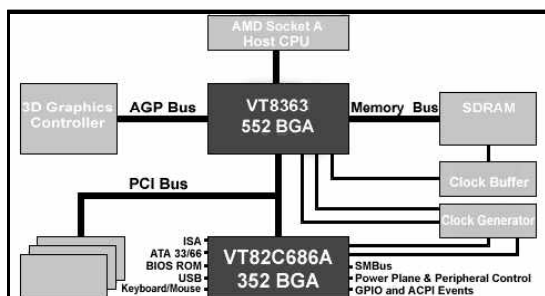 AMD Socket A
Host CPU
3D Graphics
Controller
AGP Bus
VT8363
552 BGA
Memory Bus
SDRAM
Clock Buffer
PCI Bus
Clock Generator
ISA
ATA 33/66
BIOS ROM
USB
Keyboard/Mouse
VT82C686A
352 BGA
SMBus
Power Plane & Peripheral Control
GPIO and ACPI Events